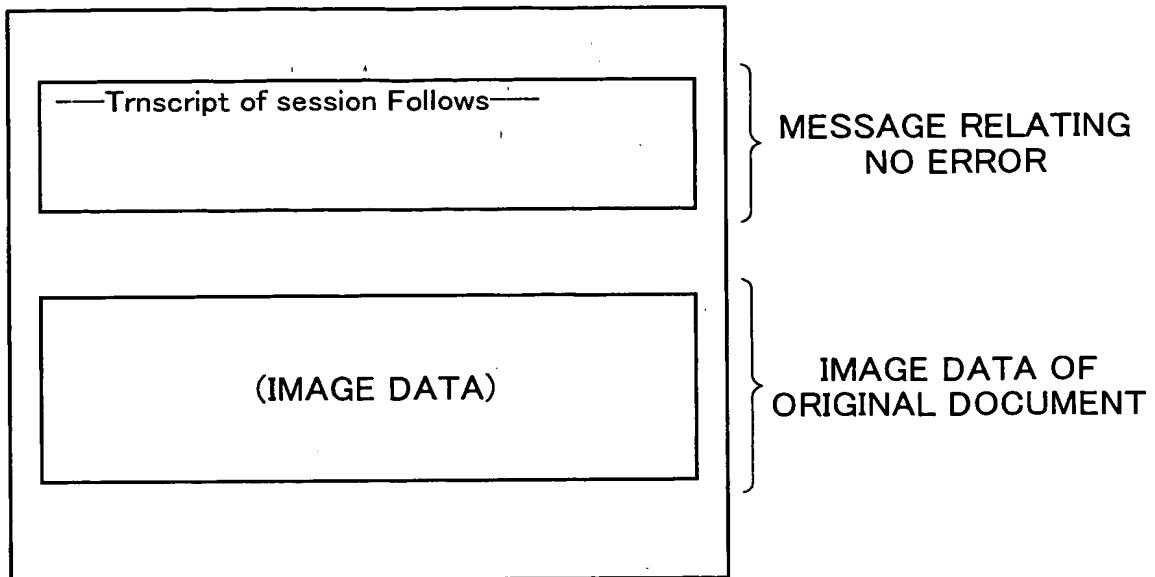 ——Trnscript of session Follows——
MESSAGE RELATING
NO ERROR
(IMAGE DATA)
IMAGE DATA OF
ORIGINAL DOCUMENT